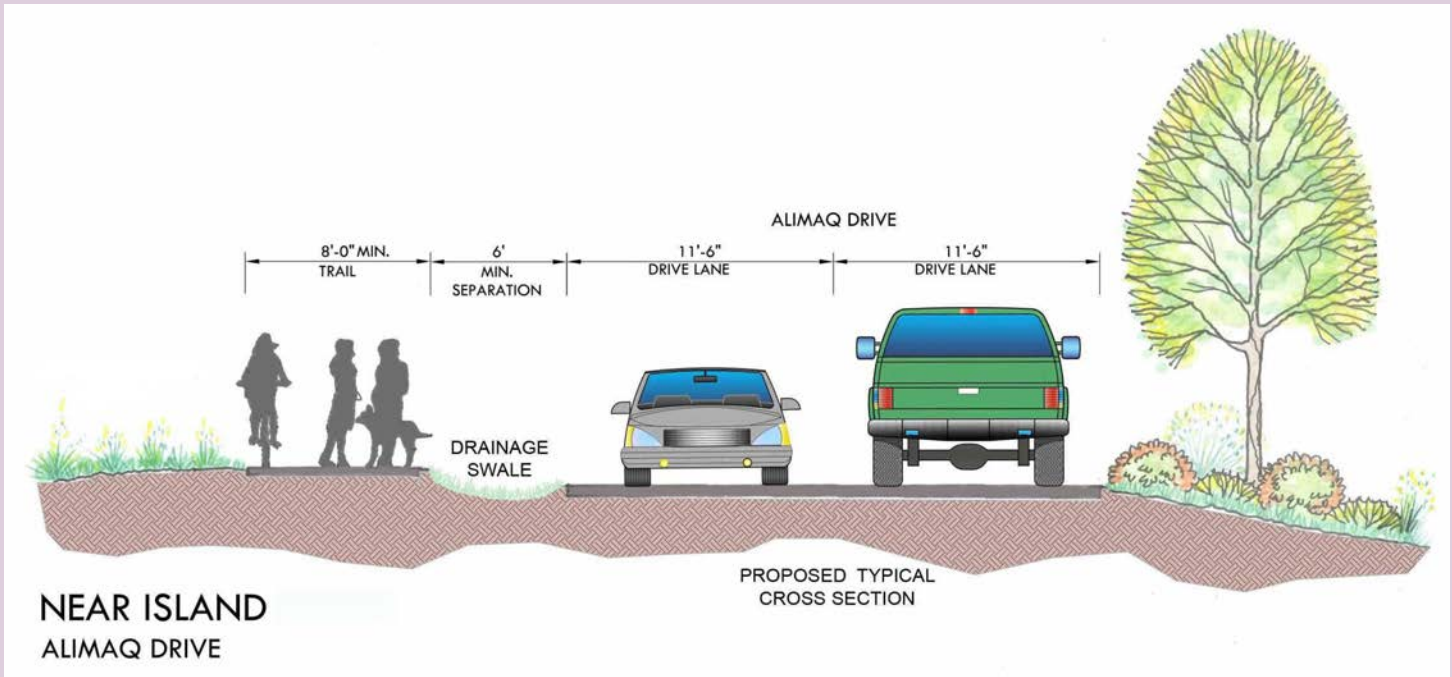 ALIMAQ DRIVE
8'-0" MIN.
TRAIL
6'
MIN.
SEPARATION
11'-6"
DRIVE LANE
11'-6"
DRIVE LANE
DRAINAGE
SWALE
PROPOSED TYPICAL
CROSS SECTION
NEAR ISLAND
ALIMAQ DRIVE